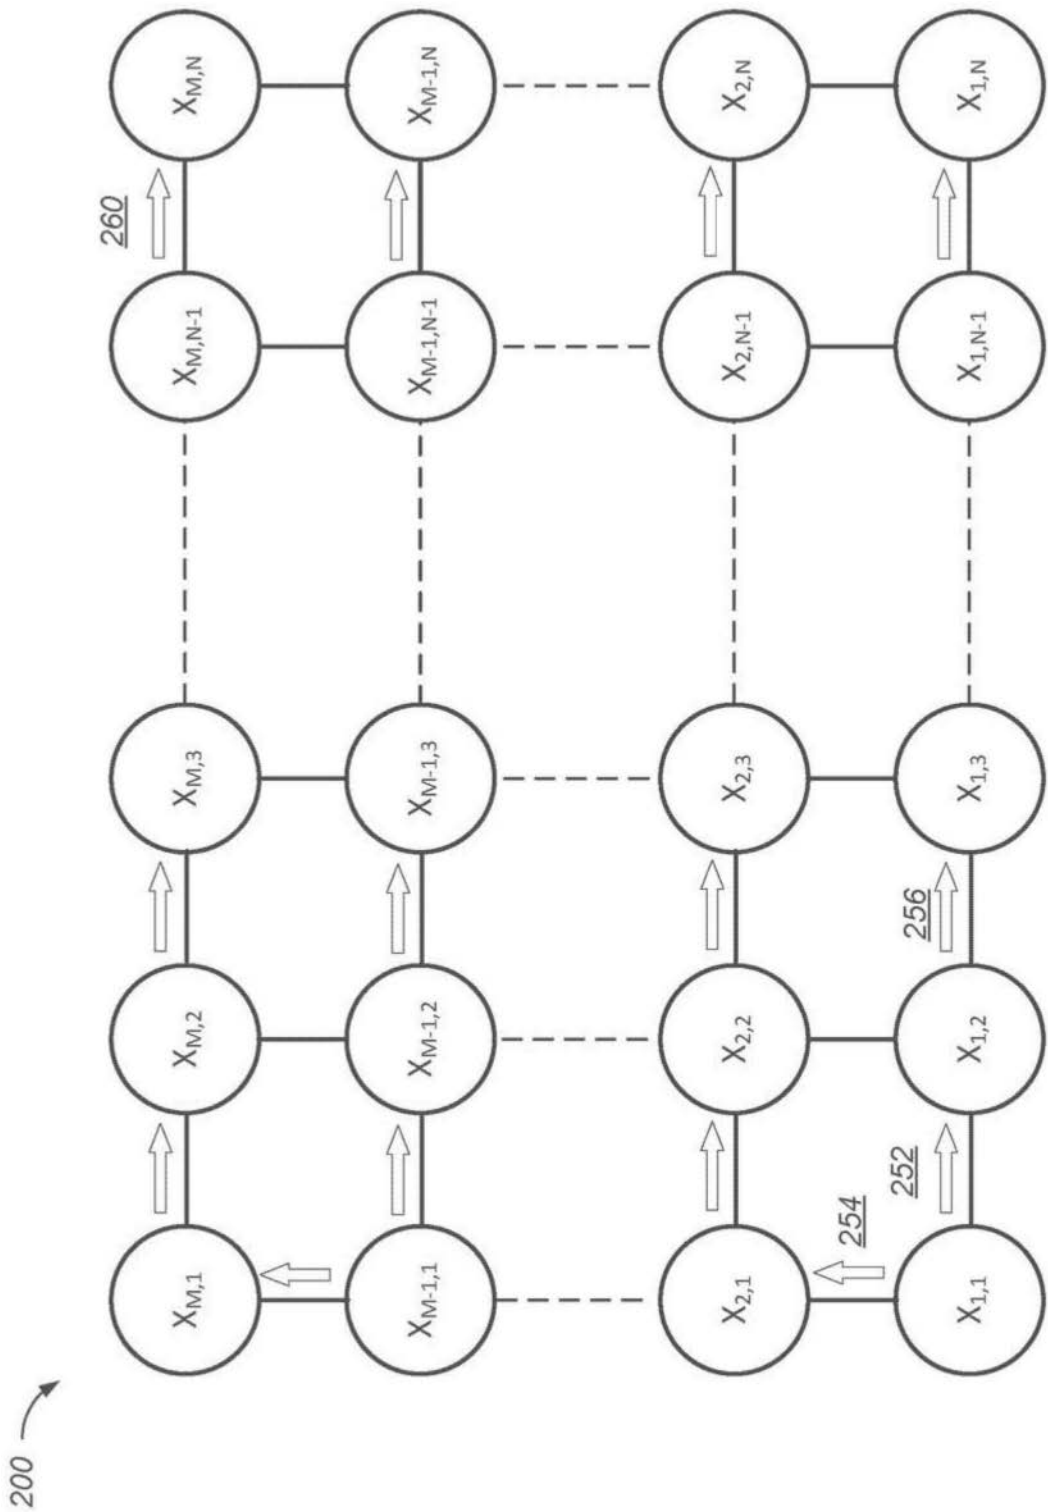 200
260
X_{M,1} X_{M,2} X_{M,3} X_{M,N-1} X_{M,N}
X_{M-1,1} X_{M-1,2} X_{M-1,3} X_{M-1,N-1} X_{M-1,N}
X_{2,1} X_{2,2} X_{2,3} X_{2,N-1} X_{2,N}
254
252 256
X_{1,1} X_{1,2} X_{1,3} X_{1,N-1} X_{1,N}